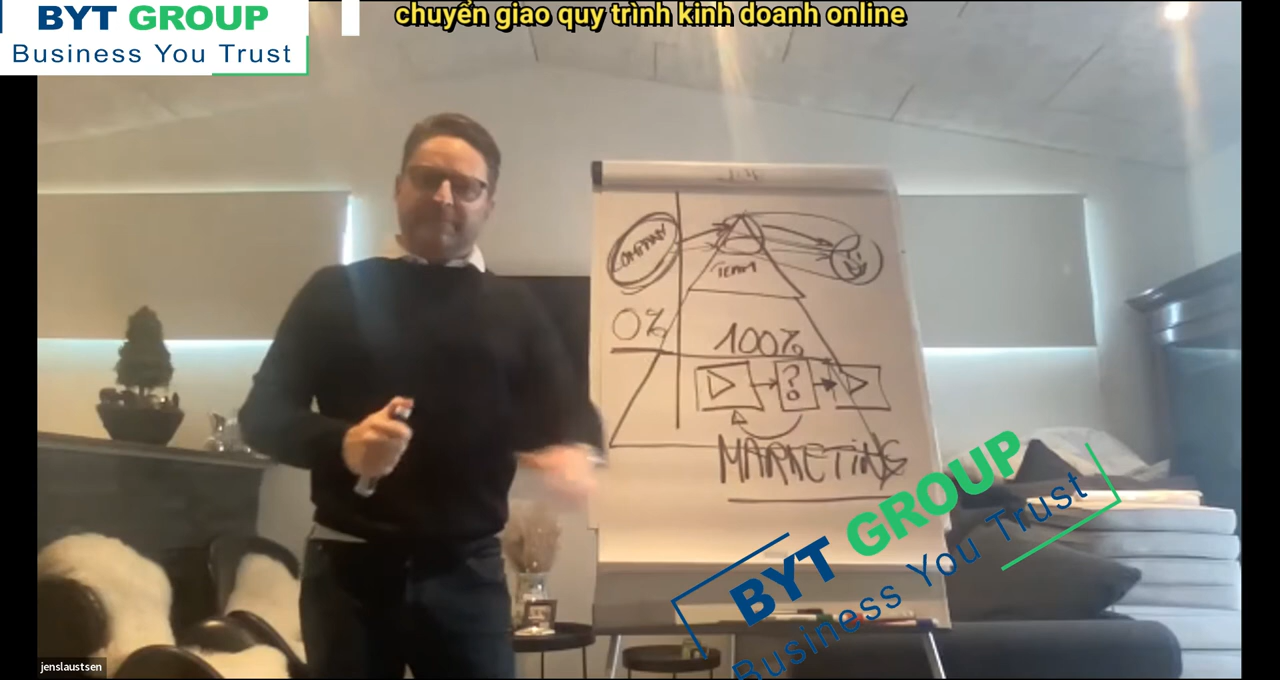 chuyển giao quy trình kinh doanh online
BYT GROUP
Business You Trust
COMPANY
TEAM
0%
100%
?
MARKETING
BYT GROUP
Business You Trust
jenslaustsen